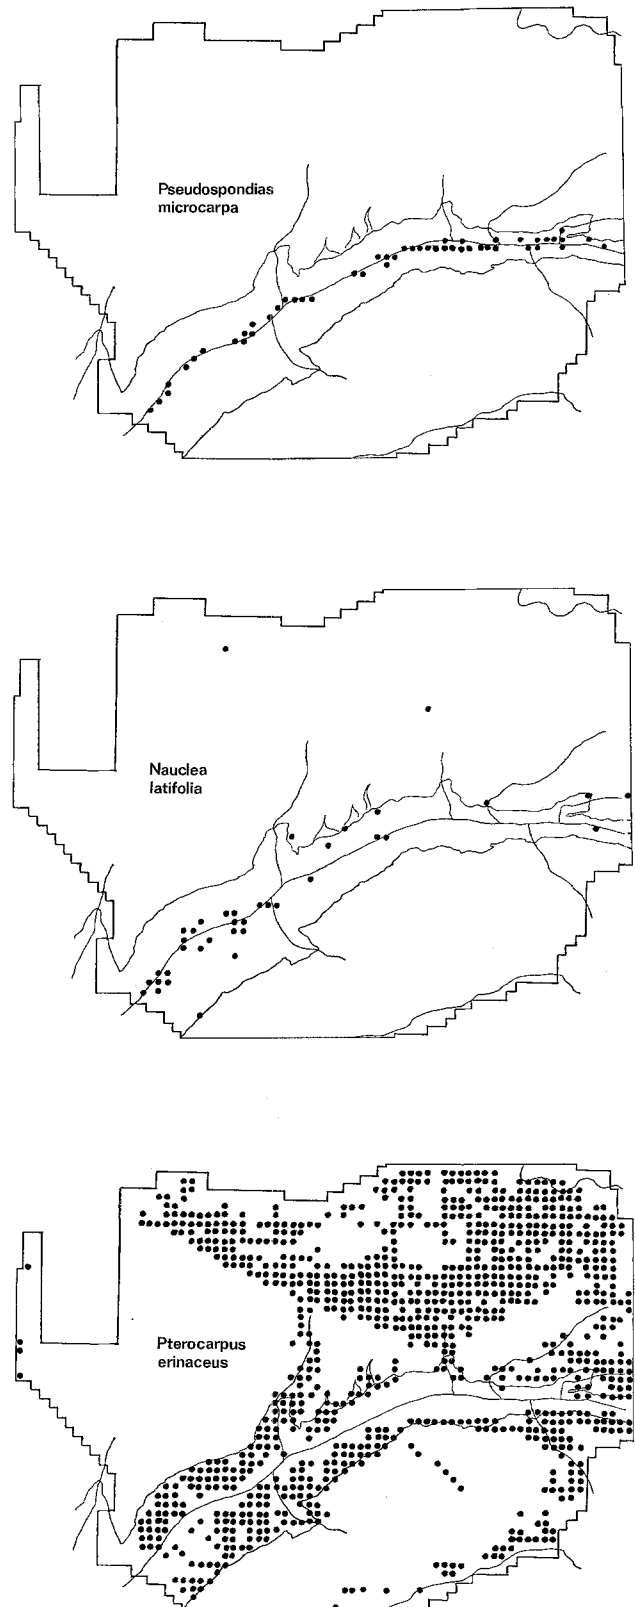 Pseudospondias
microcarpa
Nauclea
latifolia
Pterocarpus
erinaceus